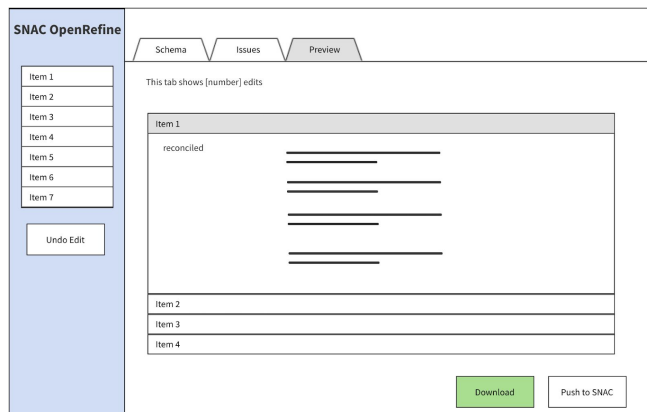 SNAC OpenRefine
Item 1
Item 2
Item 3
Item 4
Item 5
Item 6
Item 7
Undo Edit
Schema
Issues
Preview
This tab shows [number] edits
Item 1
reconciled
Item 2
Item 3
Item 4
Download
Push to SNAC